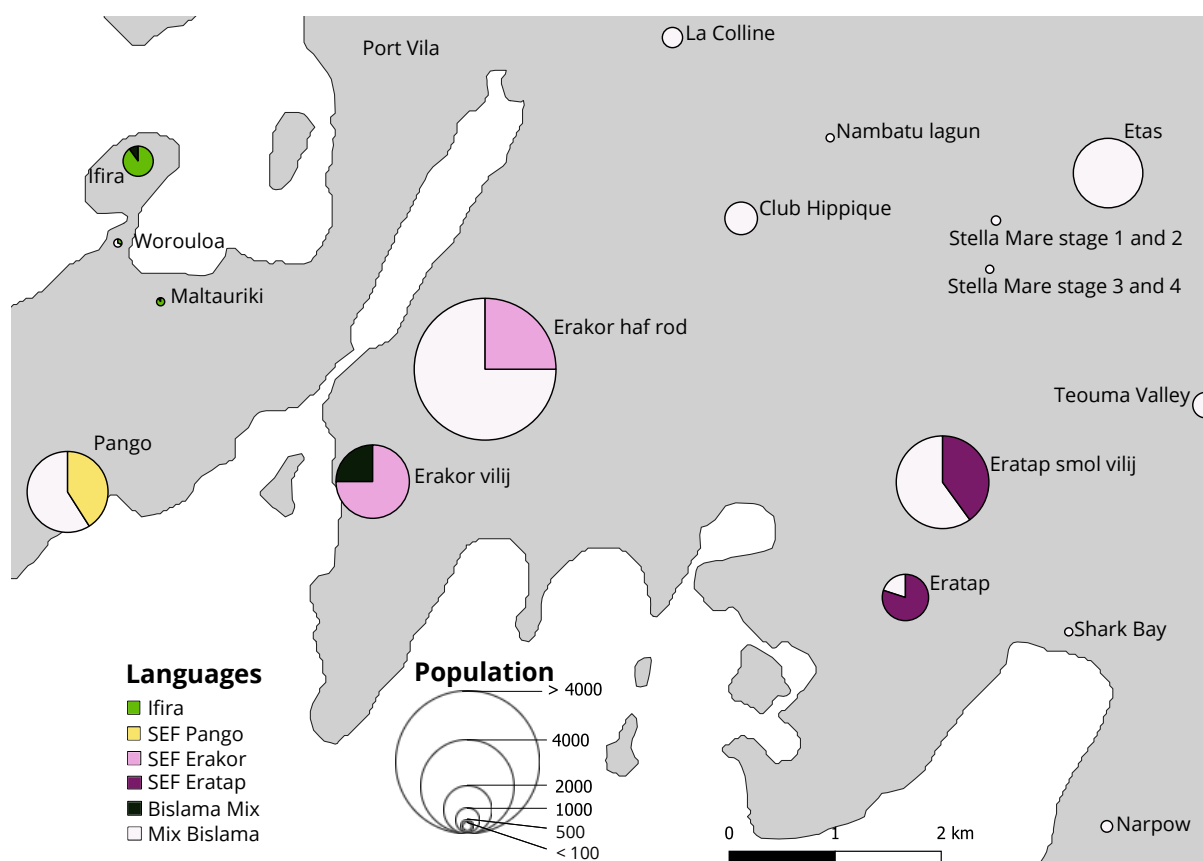 La Colline
Port Vila
Nambatu lagun
Etas
Ifira
Club Hippique
Worouloa
Stella Mare stage 1 and 2
Stella Mare stage 3 and 4
Maltauriki
Erakor haf rod
Teouma Valley
Pango
Eratap smol vilij
Erakor vilij
Eratap
Shark Bay
Languages
Ifira
SEF Pango
SEF Erakor
SEF Eratap
Bislama Mix
Mix Bislama
Population
> 4000
4000
2000
1000
500
< 100
0 1 2 km
Narpow